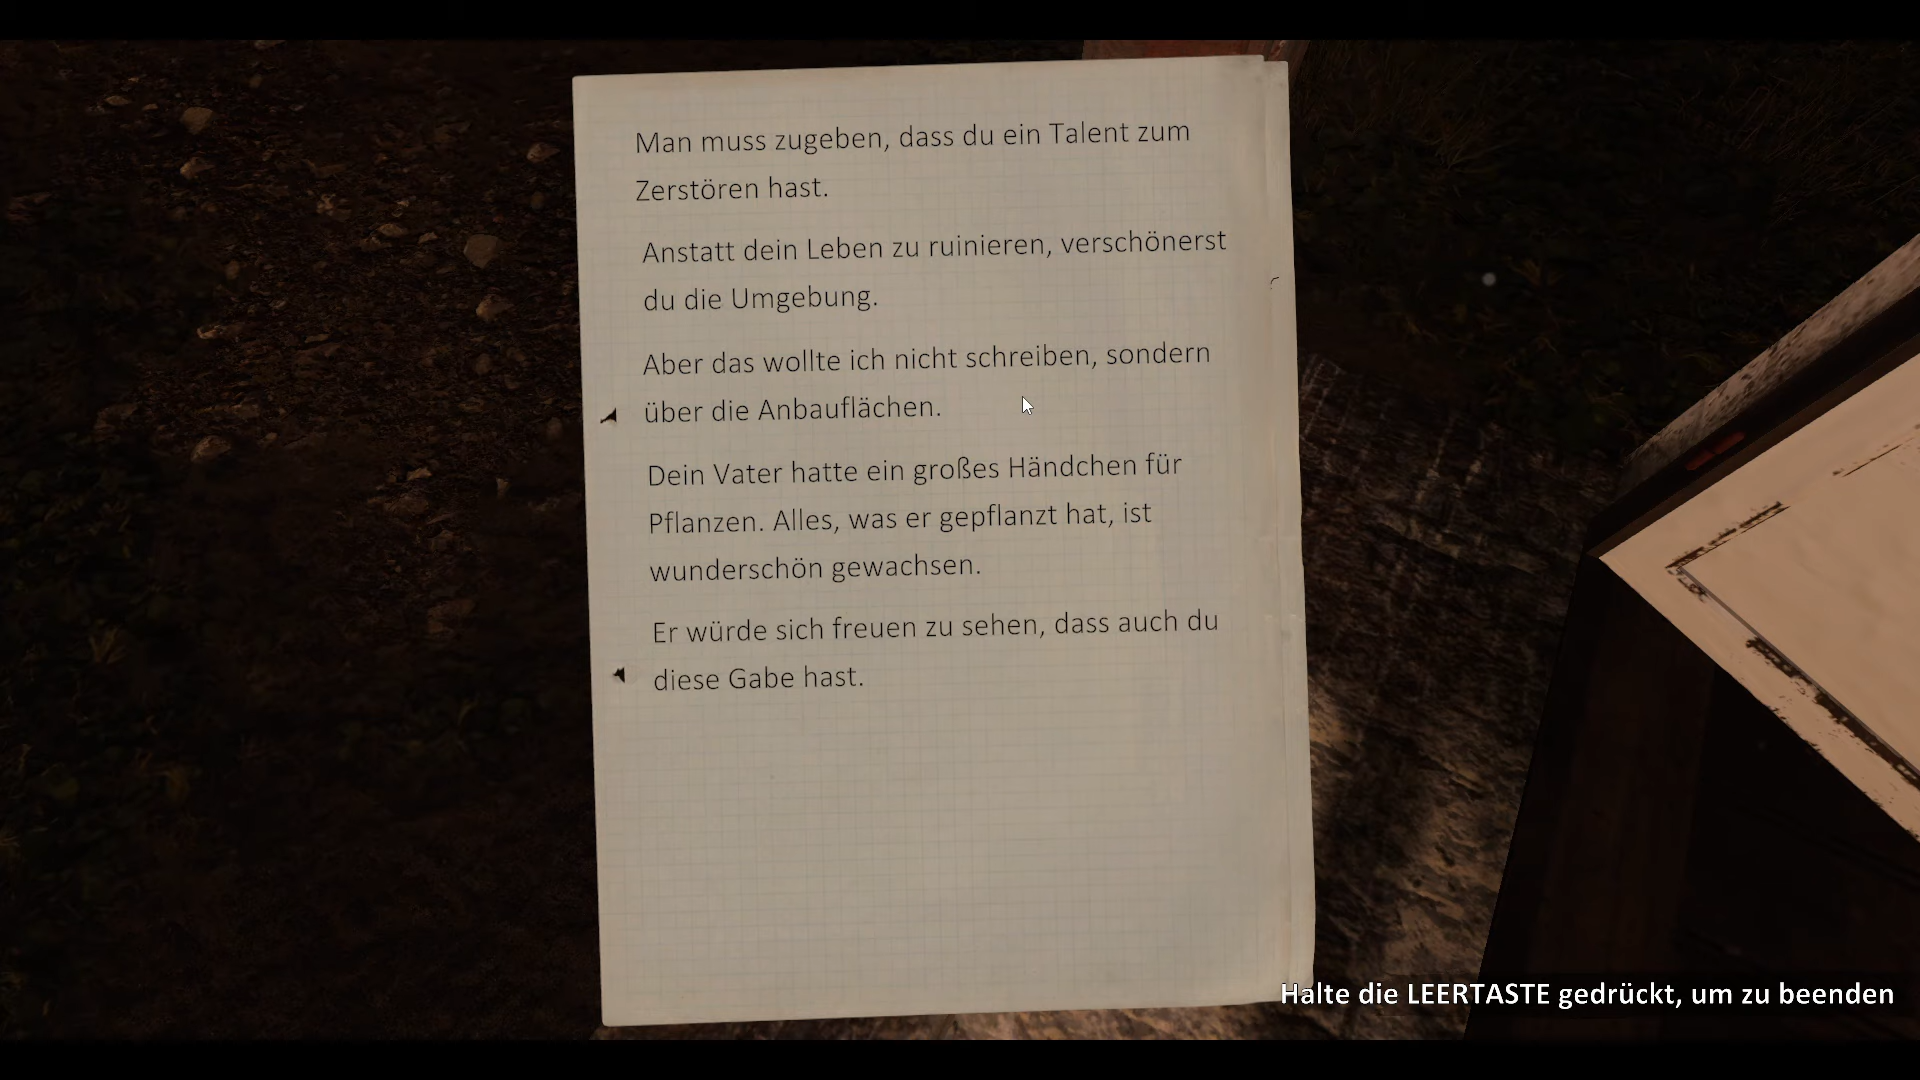 Man muss zugeben, dass du ein Talent zum
Zerstören hast.
Anstatt dein Leben zu ruinieren, verschönerst
du die Umgebung.
Aber das wollte ich nicht schreiben, sondern
über die Anbauflächen.
Dein Vater hatte ein großes Händchen für
Pflanzen. Alles, was er gepflanzt hat, ist
wunderschön gewachsen.
Er würde sich freuen zu sehen, dass auch du
diese Gabe hast.
Halte die LEERTASTE gedrückt, um zu beenden